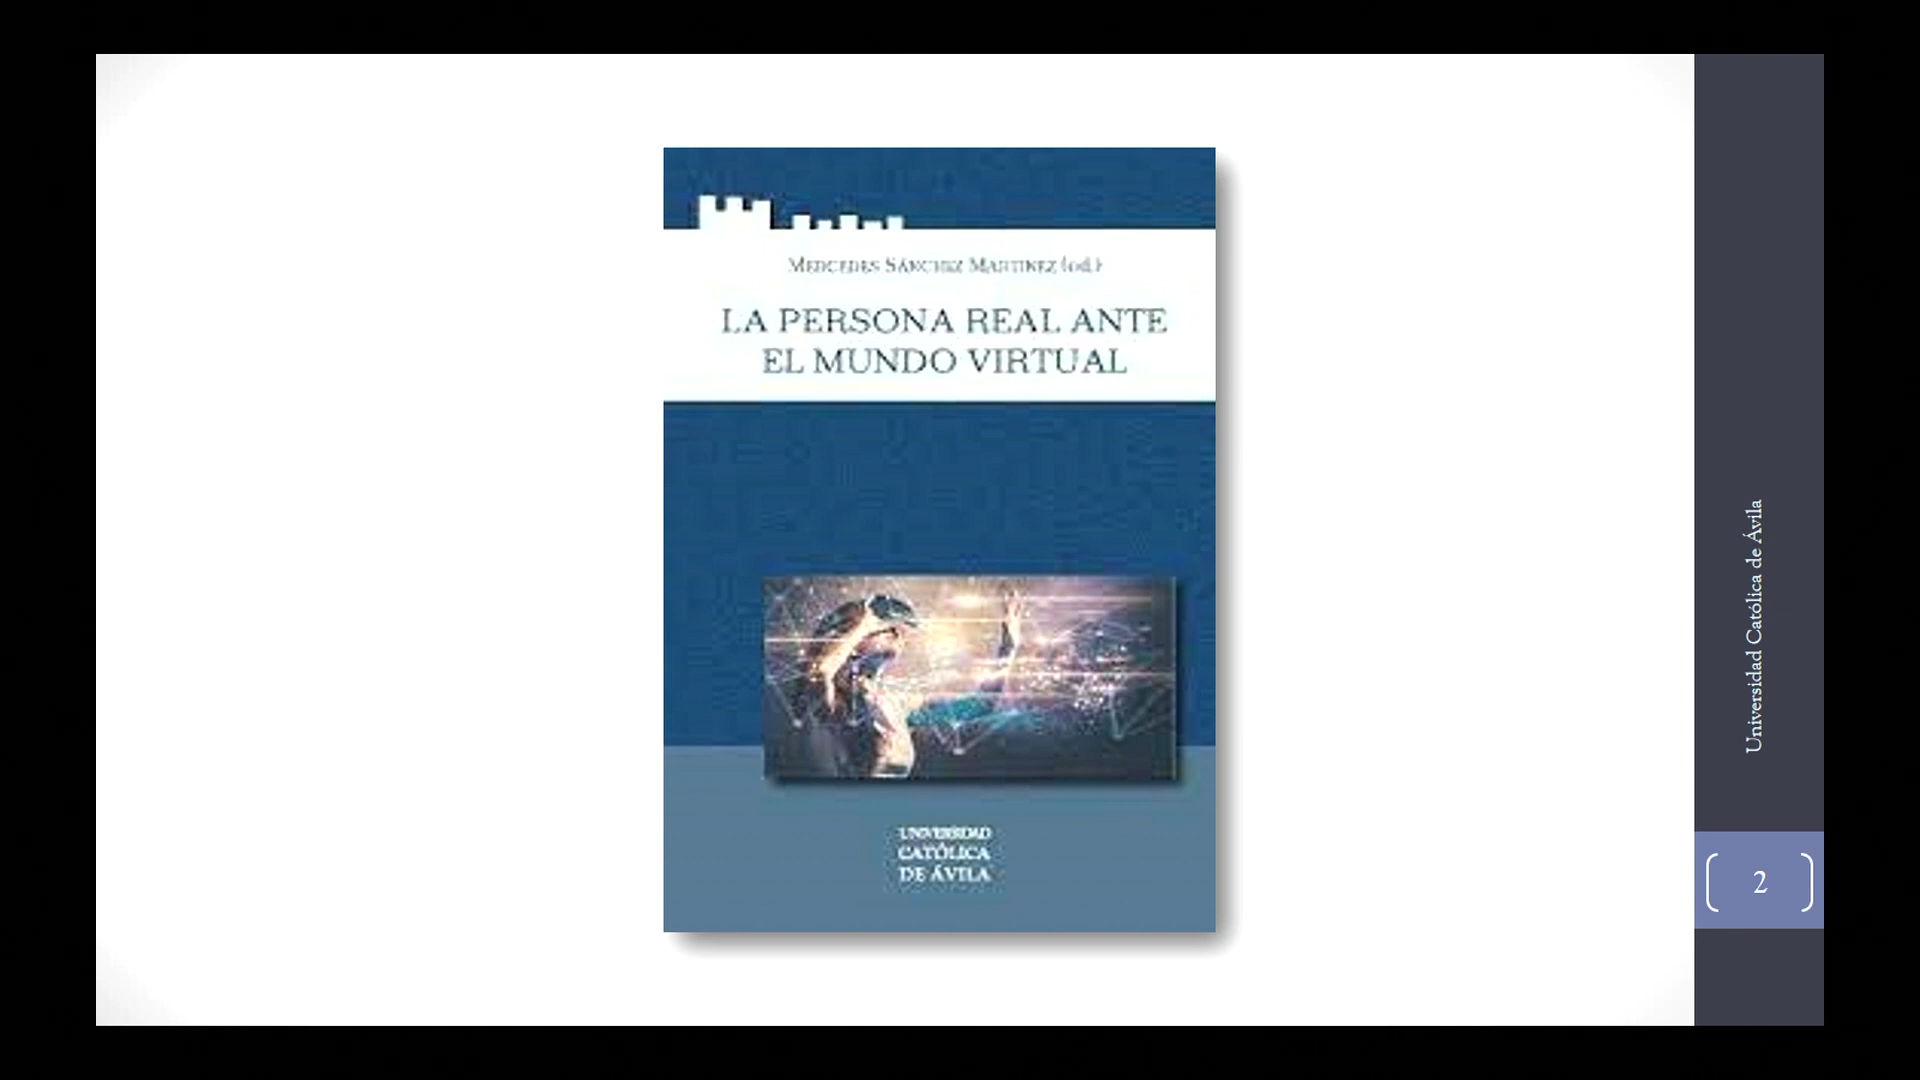 MERCEDES SÁNCHEZ MARTINEZ (ed.)
LA PERSONA REAL ANTE
EL MUNDO VIRTUAL
UNIVERSIDAD
CATÓLICA
DE ÁVILA
Universidad Católica de Ávila
2